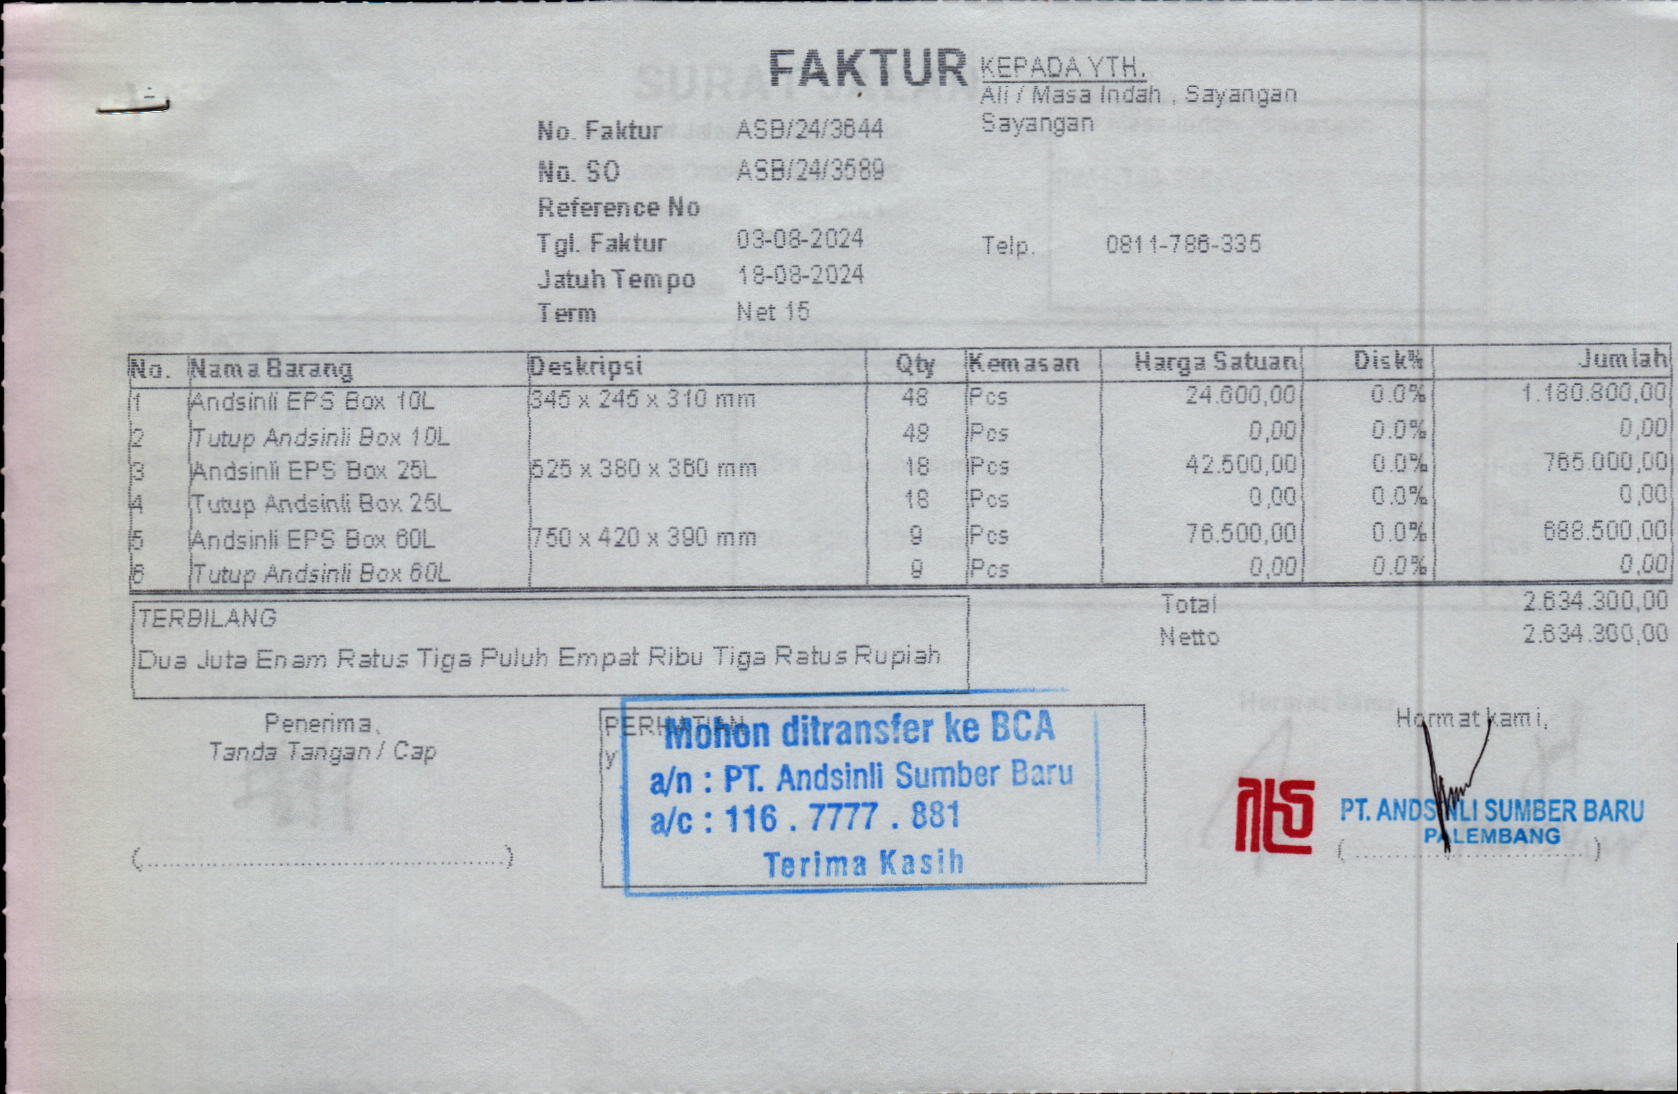 FAKTUR
KEPADA YTH.
Ali / Masa Indah , Sayangan
Sayangan
No. Faktur ASB/24/3644
No. SO ASB/24/3589
Reference No
Tgl. Faktur 03-08-2024
Telp. 0811-786-335
Jatuh Tempo 18-08-2024
Term Net 15
No. Nama Barang Deskripsi Qty Kemasan Harga Satuan Disk% Jumlah
1 Andsinli EPS Box 10L 345 x 245 x 310 mm 48 Pcs 24.600,00 0.0% 1.180.800,00
2 Tutup Andsinli Box 10L 48 Pcs 0,00 0.0% 0,00
3 Andsinli EPS Box 25L 525 x 380 x 360 mm 18 Pcs 42.500,00 0.0% 765.000,00
4 Tutup Andsinli Box 25L 18 Pcs 0,00 0.0% 0,00
5 Andsinli EPS Box 60L 750 x 420 x 390 mm 9 Pcs 76.500,00 0.0% 688.500,00
6 Tutup Andsinli Box 60L 9 Pcs 0,00 0.0% 0,00
Total 2.634.300,00
Netto 2.634.300,00
TERBILANG
Dua Juta Enam Ratus Tiga Puluh Empat Ribu Tiga Ratus Rupiah
Penerima,
Tanda Tangan / Cap
(.....................................................)
PERHATIAN
y
Mohon ditransfer ke BCA
a/n : PT. Andsinli Sumber Baru
a/c : 116 . 7777 . 881
Terima Kasih
Hormat kami,
PT. ANDSINLI SUMBER BARU
PALEMBANG
(..................................)